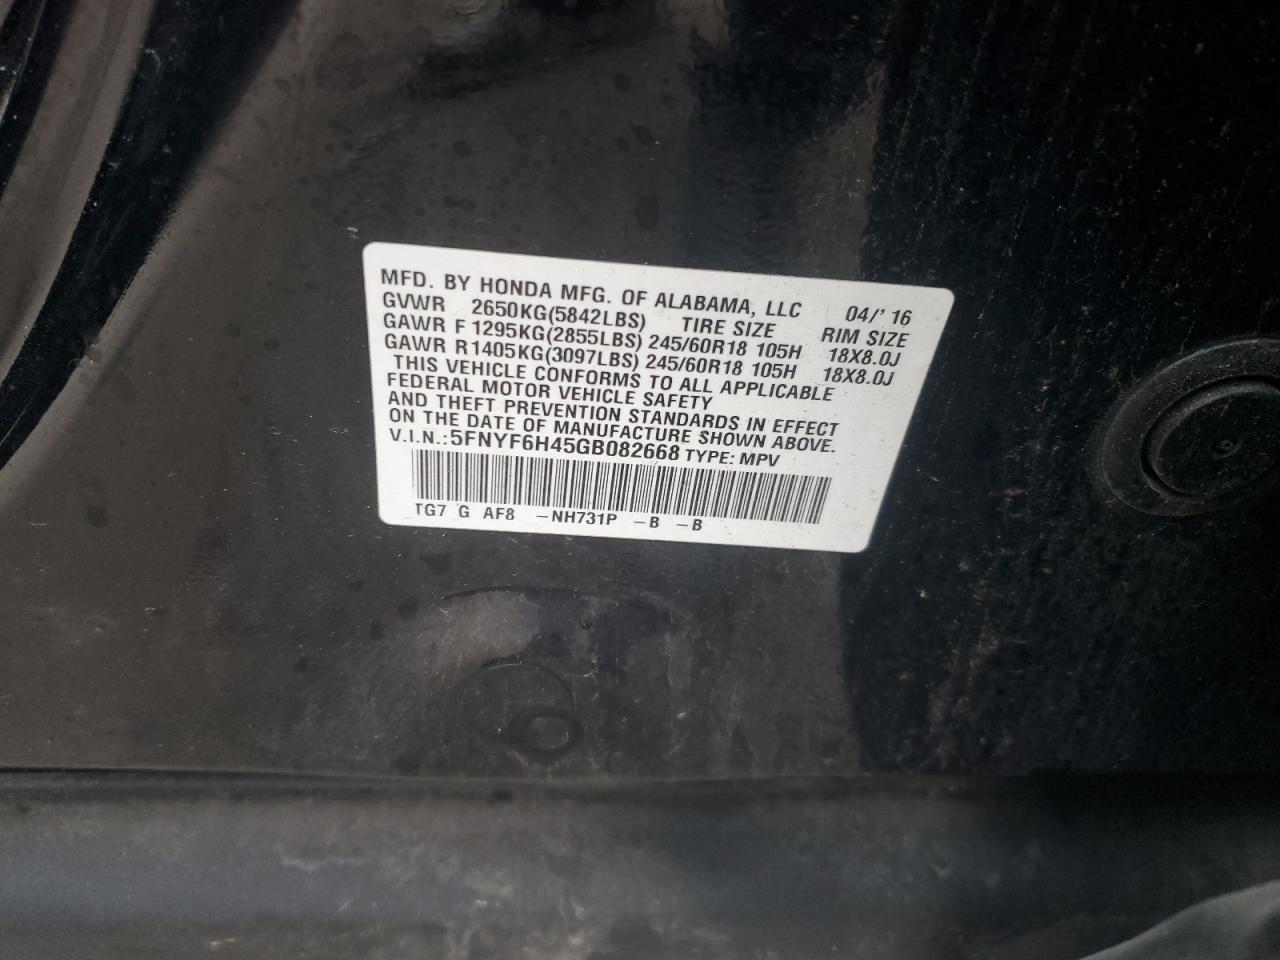 MFD. BY HONDA MFG. OF ALABAMA, LLC 04/' 16
GVWR 2650KG(5842LBS) TIRE SIZE RIM SIZE
GAWR F 1295KG(2855LBS) 245/60R18 105H 18X8.0J
GAWR R1405KG(3097LBS) 245/60R18 105H 18X8.0J
THIS VEHICLE CONFORMS TO ALL APPLICABLE
FEDERAL MOTOR VEHICLE SAFETY
AND THEFT PREVENTION STANDARDS IN EFFECT
ON THE DATE OF MANUFACTURE SHOWN ABOVE.
V.I.N.:5FNYF6H45GB082668 TYPE: MPV
TG7 G AF8 -NH731P -B -B